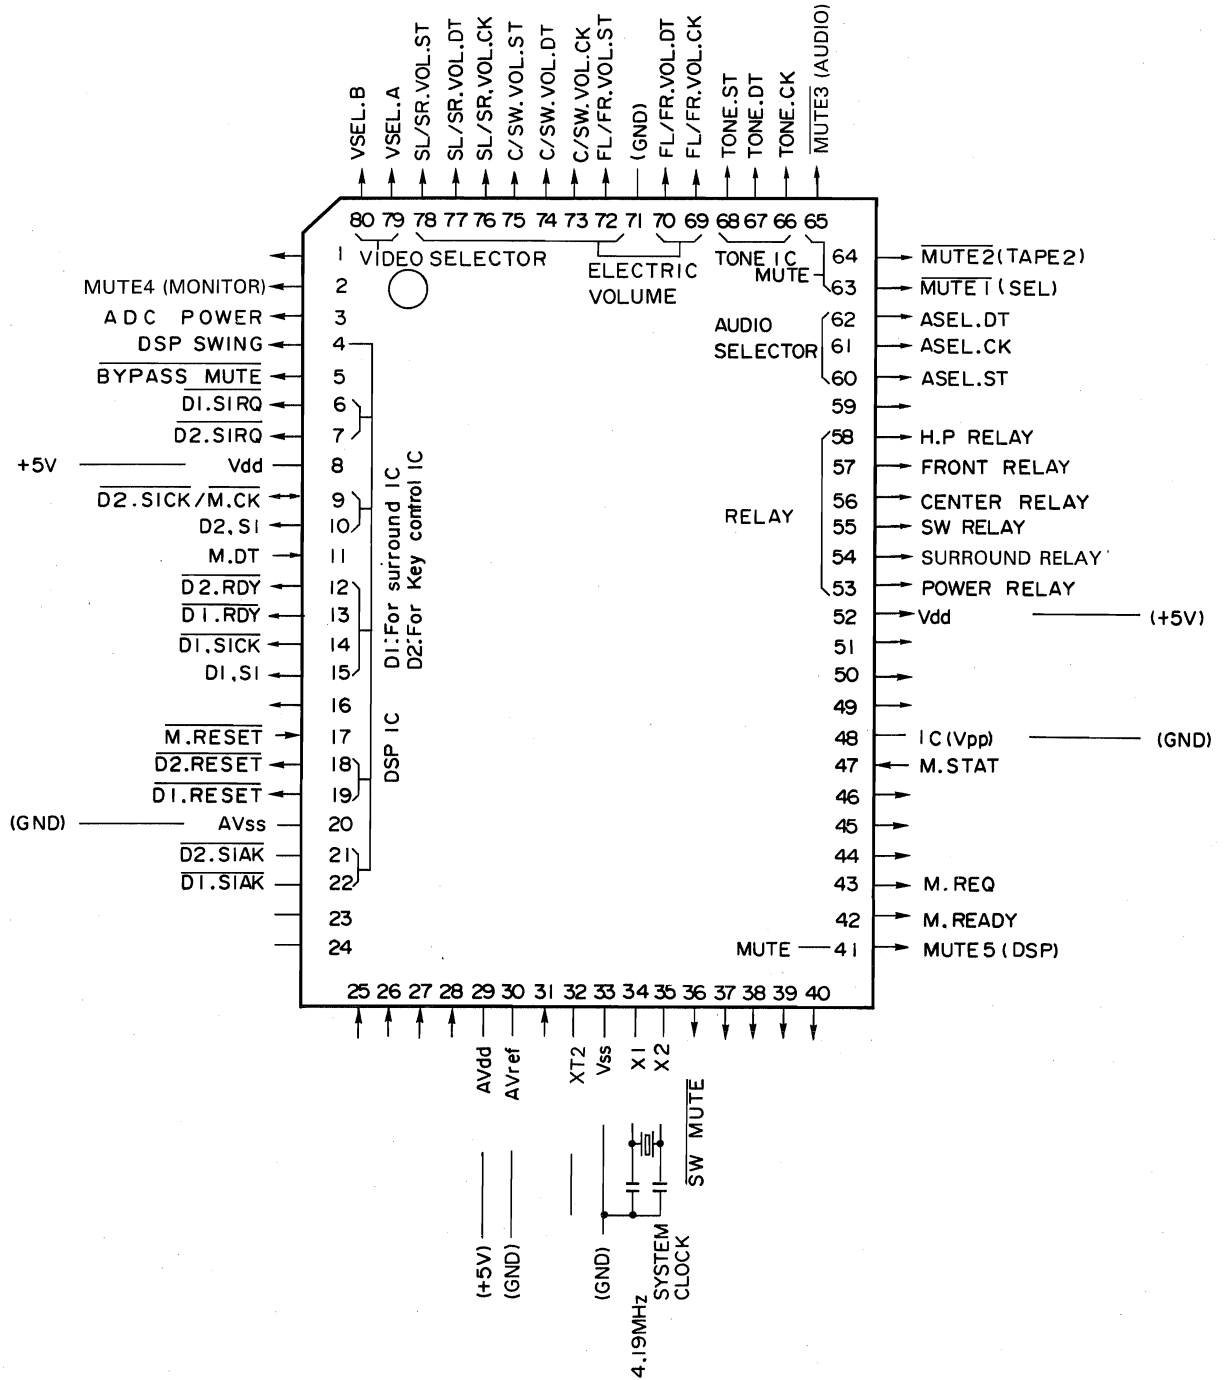 VSEL.B
VSEL.A
SL/SR.VOL.ST
SL/SR.VOL.DT
SL/SR.VOL.CK
C/SW.VOL.ST
C/SW.VOL.DT
C/SW.VOL.CK
FL/FR.VOL.ST
(GND)
FL/FR.VOL.DT
FL/FR.VOL.CK
TONE.ST
TONE.DT
TONE.CK
MUTE3 (AUDIO)
80 79 78 77 76 75 74 73 72 71 70 69 68 67 66 65
VIDEO SELECTOR
ELECTRIC
VOLUME
TONE IC
MUTE
AUDIO
SELECTOR
RELAY
MUTE
1
MUTE4 (MONITOR) 2
ADC POWER 3
DSP SWING 4
BYPASS MUTE 5
D1.SIRQ 6
D2.SIRQ 7
+5V Vdd 8
D2.SICK/M.CK 9
D2.SI 10
M.DT 11
D2.RDY 12
D1.RDY 13
D1.SICK 14
D1.SI 15
16
M.RESET 17
D2.RESET 18
D1.RESET 19
(GND) AVss 20
D2.SIAK 21
D1.SIAK 22
23
24
DSP IC
D1:For surround IC
D2:For Key control IC
64 MUTE2(TAPE2)
63 MUTE1(SEL)
62 ASEL.DT
61 ASEL.CK
60 ASEL.ST
59
58 H.P RELAY
57 FRONT RELAY
56 CENTER RELAY
55 SW RELAY
54 SURROUND RELAY
53 POWER RELAY
52 Vdd (+5V)
51
50
49
48 IC(Vpp) (GND)
47 M.STAT
46
45
44
43 M.REQ
42 M.READY
41 MUTE5(DSP)
25 26 27 28 29 30 31 32 33 34 35 36 37 38 39 40
AVdd
AVref
XT2
Vss
X1
X2
SW MUTE
(+5V)
(GND)
(GND)
4.19MHz
SYSTEM
CLOCK